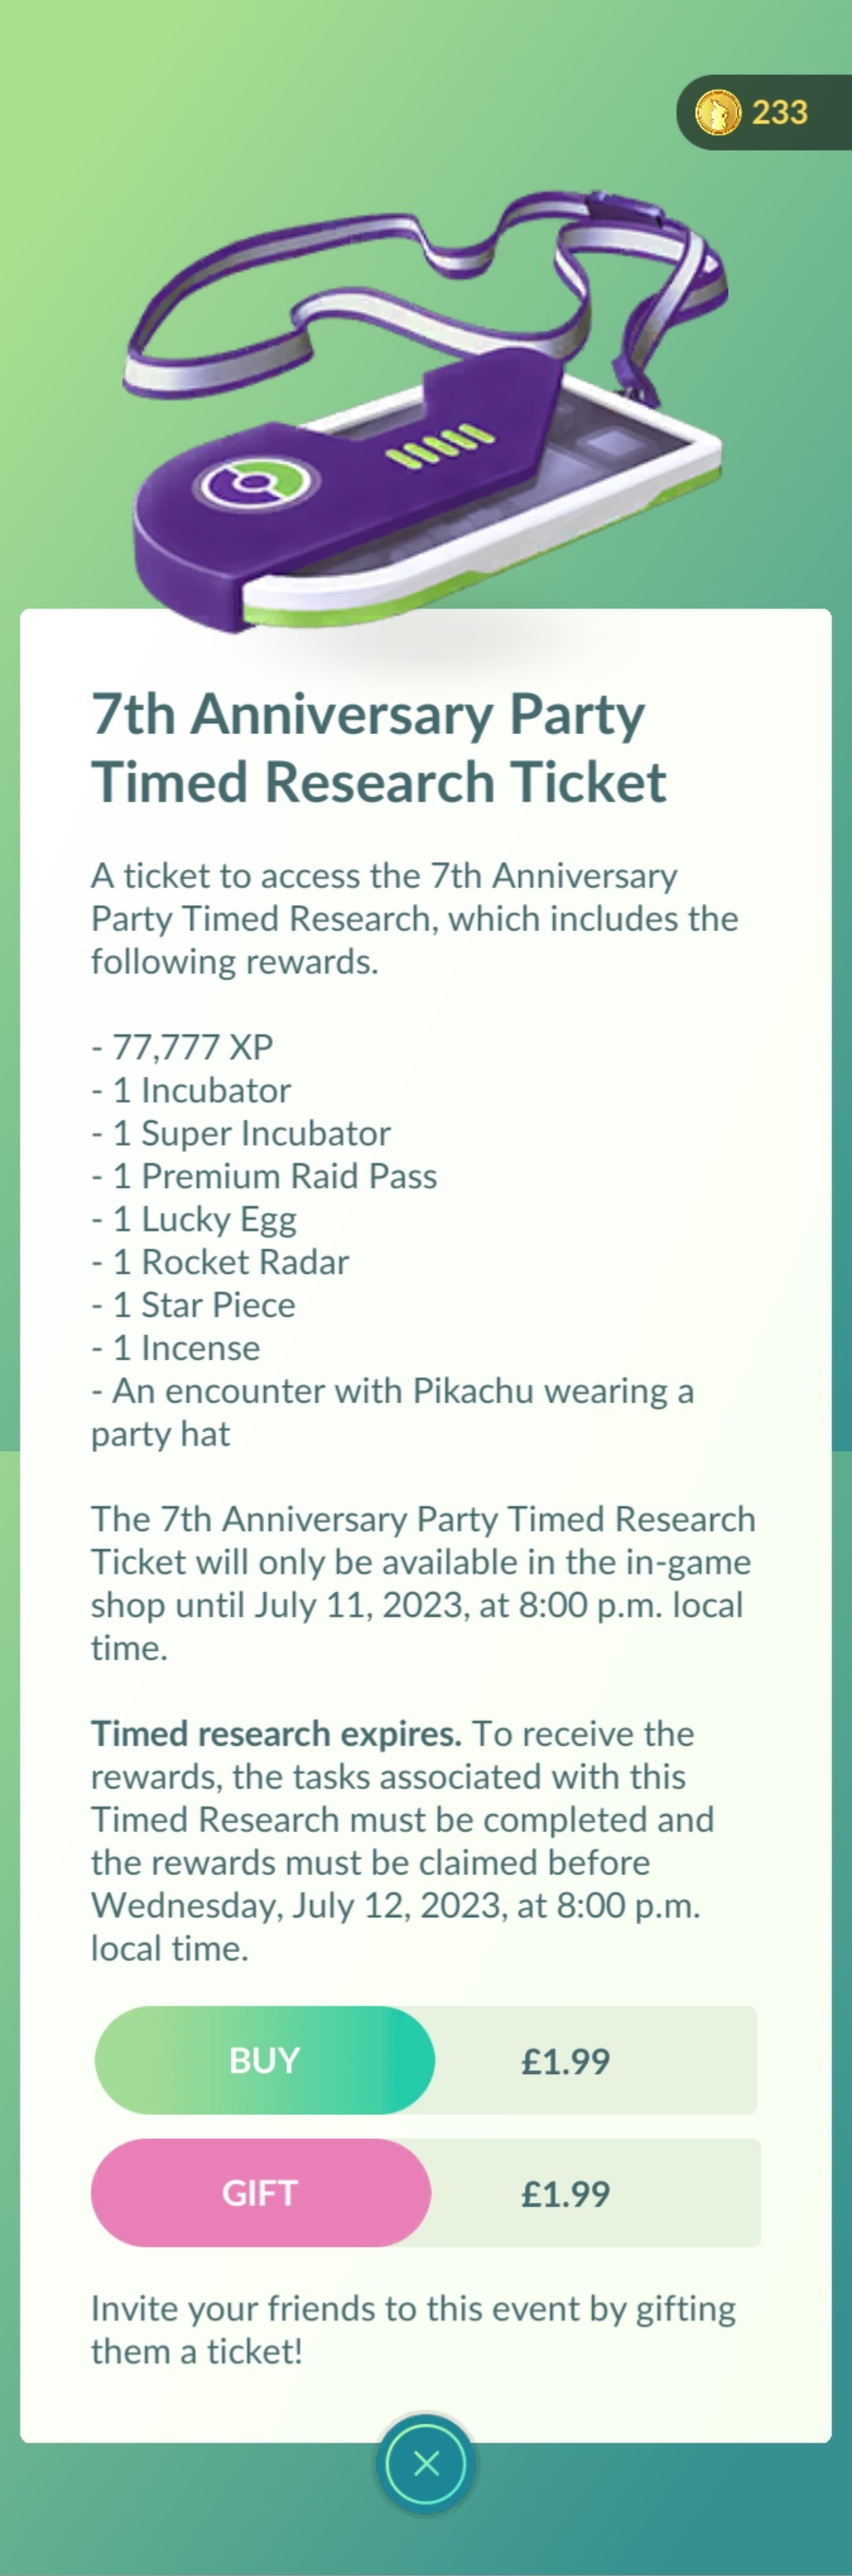 233
7th Anniversary Party
Timed Research Ticket
A ticket to access the 7th Anniversary
Party Timed Research, which includes the
following rewards.
- 77,777 XP
- 1 Incubator
- 1 Super Incubator
- 1 Premium Raid Pass
- 1 Lucky Egg
- 1 Rocket Radar
- 1 Star Piece
- 1 Incense
- An encounter with Pikachu wearing a
party hat
The 7th Anniversary Party Timed Research
Ticket will only be available in the in-game
shop until July 11, 2023, at 8:00 p.m. local
time.
Timed research expires. To receive the
rewards, the tasks associated with this
Timed Research must be completed and
the rewards must be claimed before
Wednesday, July 12, 2023, at 8:00 p.m.
local time.
BUY £1.99
GIFT £1.99
Invite your friends to this event by gifting
them a ticket!